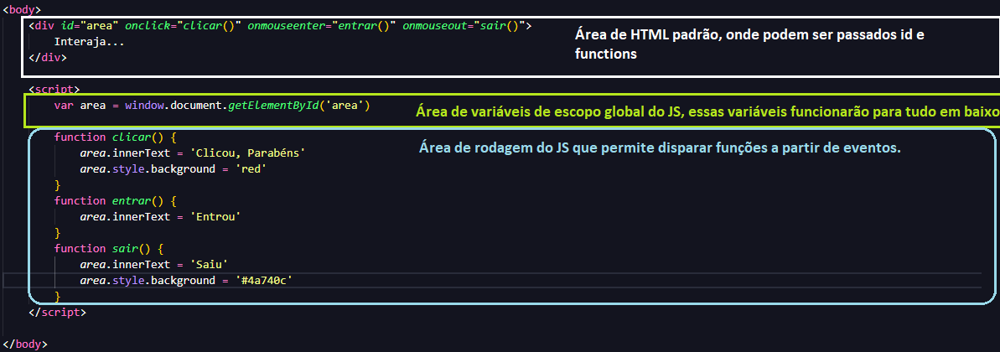 <body>
<div id="area" onclick="clicar()" onmouseenter="entrar()" onmouseout="sair()">
Interaja...
</div>
Área de HTML padrão, onde podem ser passados id e
functions
<script>
var area = window.document.getElementById('area')
Área de variáveis de escopo global do JS, essas variáveis funcionarão para tudo em baixo
function clicar() {
area.innerText = 'Clicou, Parabéns'
area.style.background = 'red'
}
Área de rodagem do JS que permite disparar funções a partir de eventos.
function entrar() {
area.innerText = 'Entrou'
}
function sair() {
area.innerText = 'Saiu'
area.style.background = '#4a740c'
}
</script>
</body>